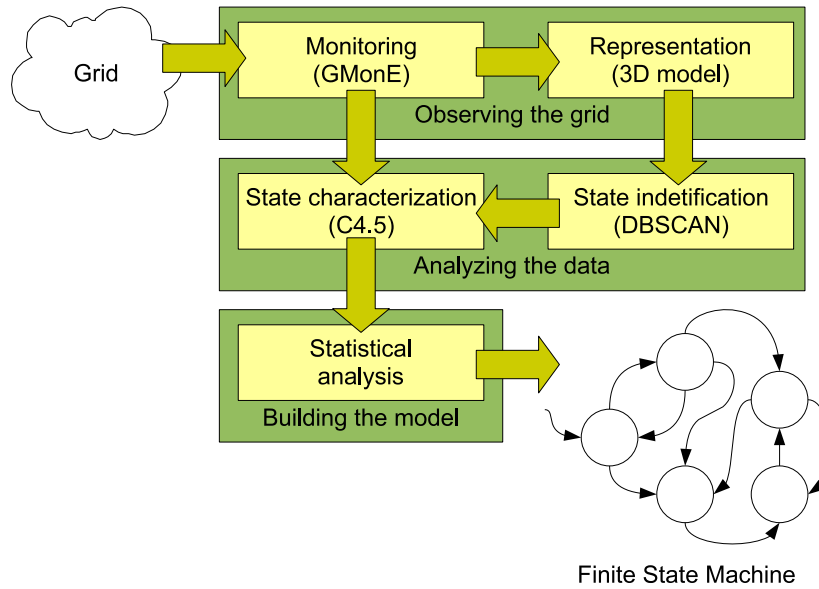 Grid
Monitoring
(GMonE)
Representation
(3D model)
Observing the grid
State characterization
(C4.5)
State indetification
(DBSCAN)
Analyzing the data
Statistical
analysis
Building the model
Finite State Machine